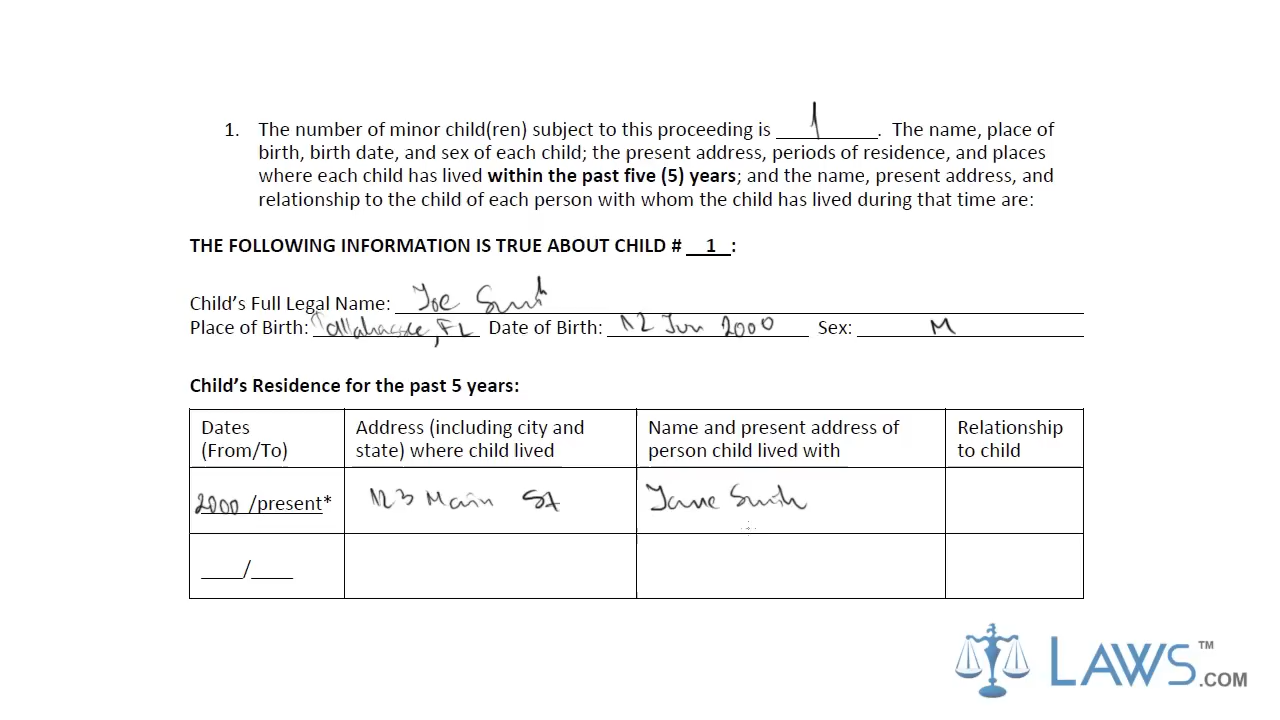 1. The number of minor child(ren) subject to this proceeding is 1. The name, place of
birth, birth date, and sex of each child; the present address, periods of residence, and places
where each child has lived within the past five (5) years; and the name, present address, and
relationship to the child of each person with whom the child has lived during that time are:
THE FOLLOWING INFORMATION IS TRUE ABOUT CHILD # 1 :
Child's Full Legal Name: Joe Smith
Place of Birth: Tallahassee, FL Date of Birth: 12 Jun 2000 Sex: M
Child's Residence for the past 5 years:
Dates
(From/To)
Address (including city and
state) where child lived
Name and present address of
person child lived with
Relationship
to child
2000 /present*
123 Main St
Jane Smith
____/____
LAWS.COM™